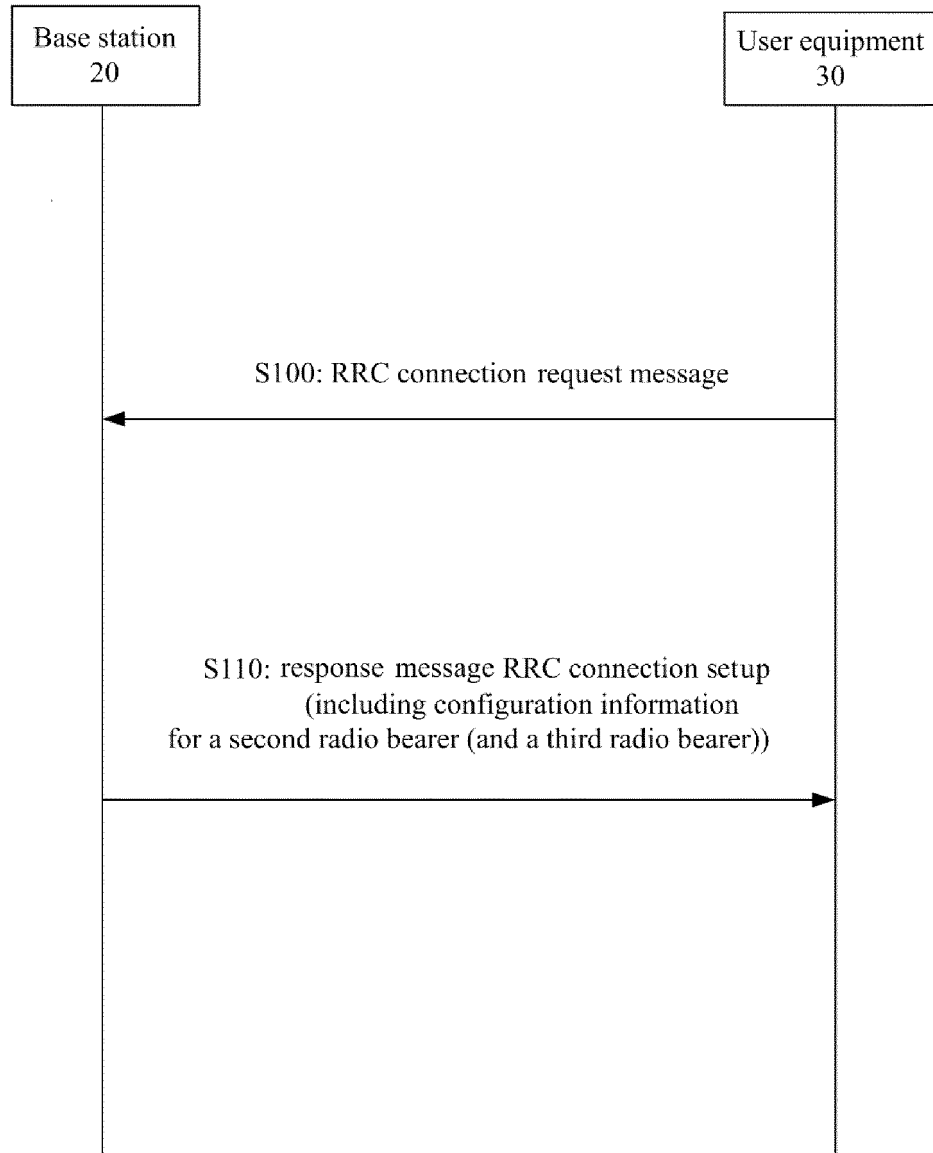 Base station
20
User equipment
30
S100: RRC connection request message
S110: response message RRC connection setup
(including configuration information
for a second radio bearer (and a third radio bearer))